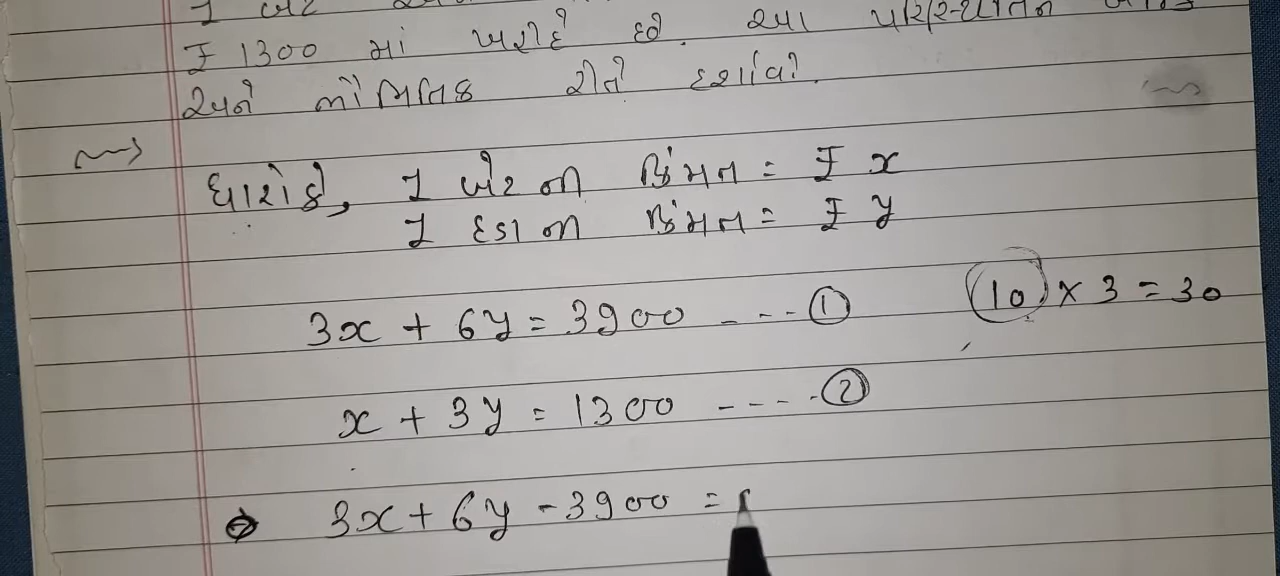 ₹ 1300 માં ખરીદે છે. આ
આને ભૌમિતિક રીતે દર્શાવો.
ધારોકે, 1 બેટ ની કિંમત = ₹ x
1 દડા ની કિંમત = ₹ y
3x + 6y = 3900 ---- ①
10 × 3 = 30
x + 3y = 1300 ---- ②
⇒ 3x + 6y - 3900 =